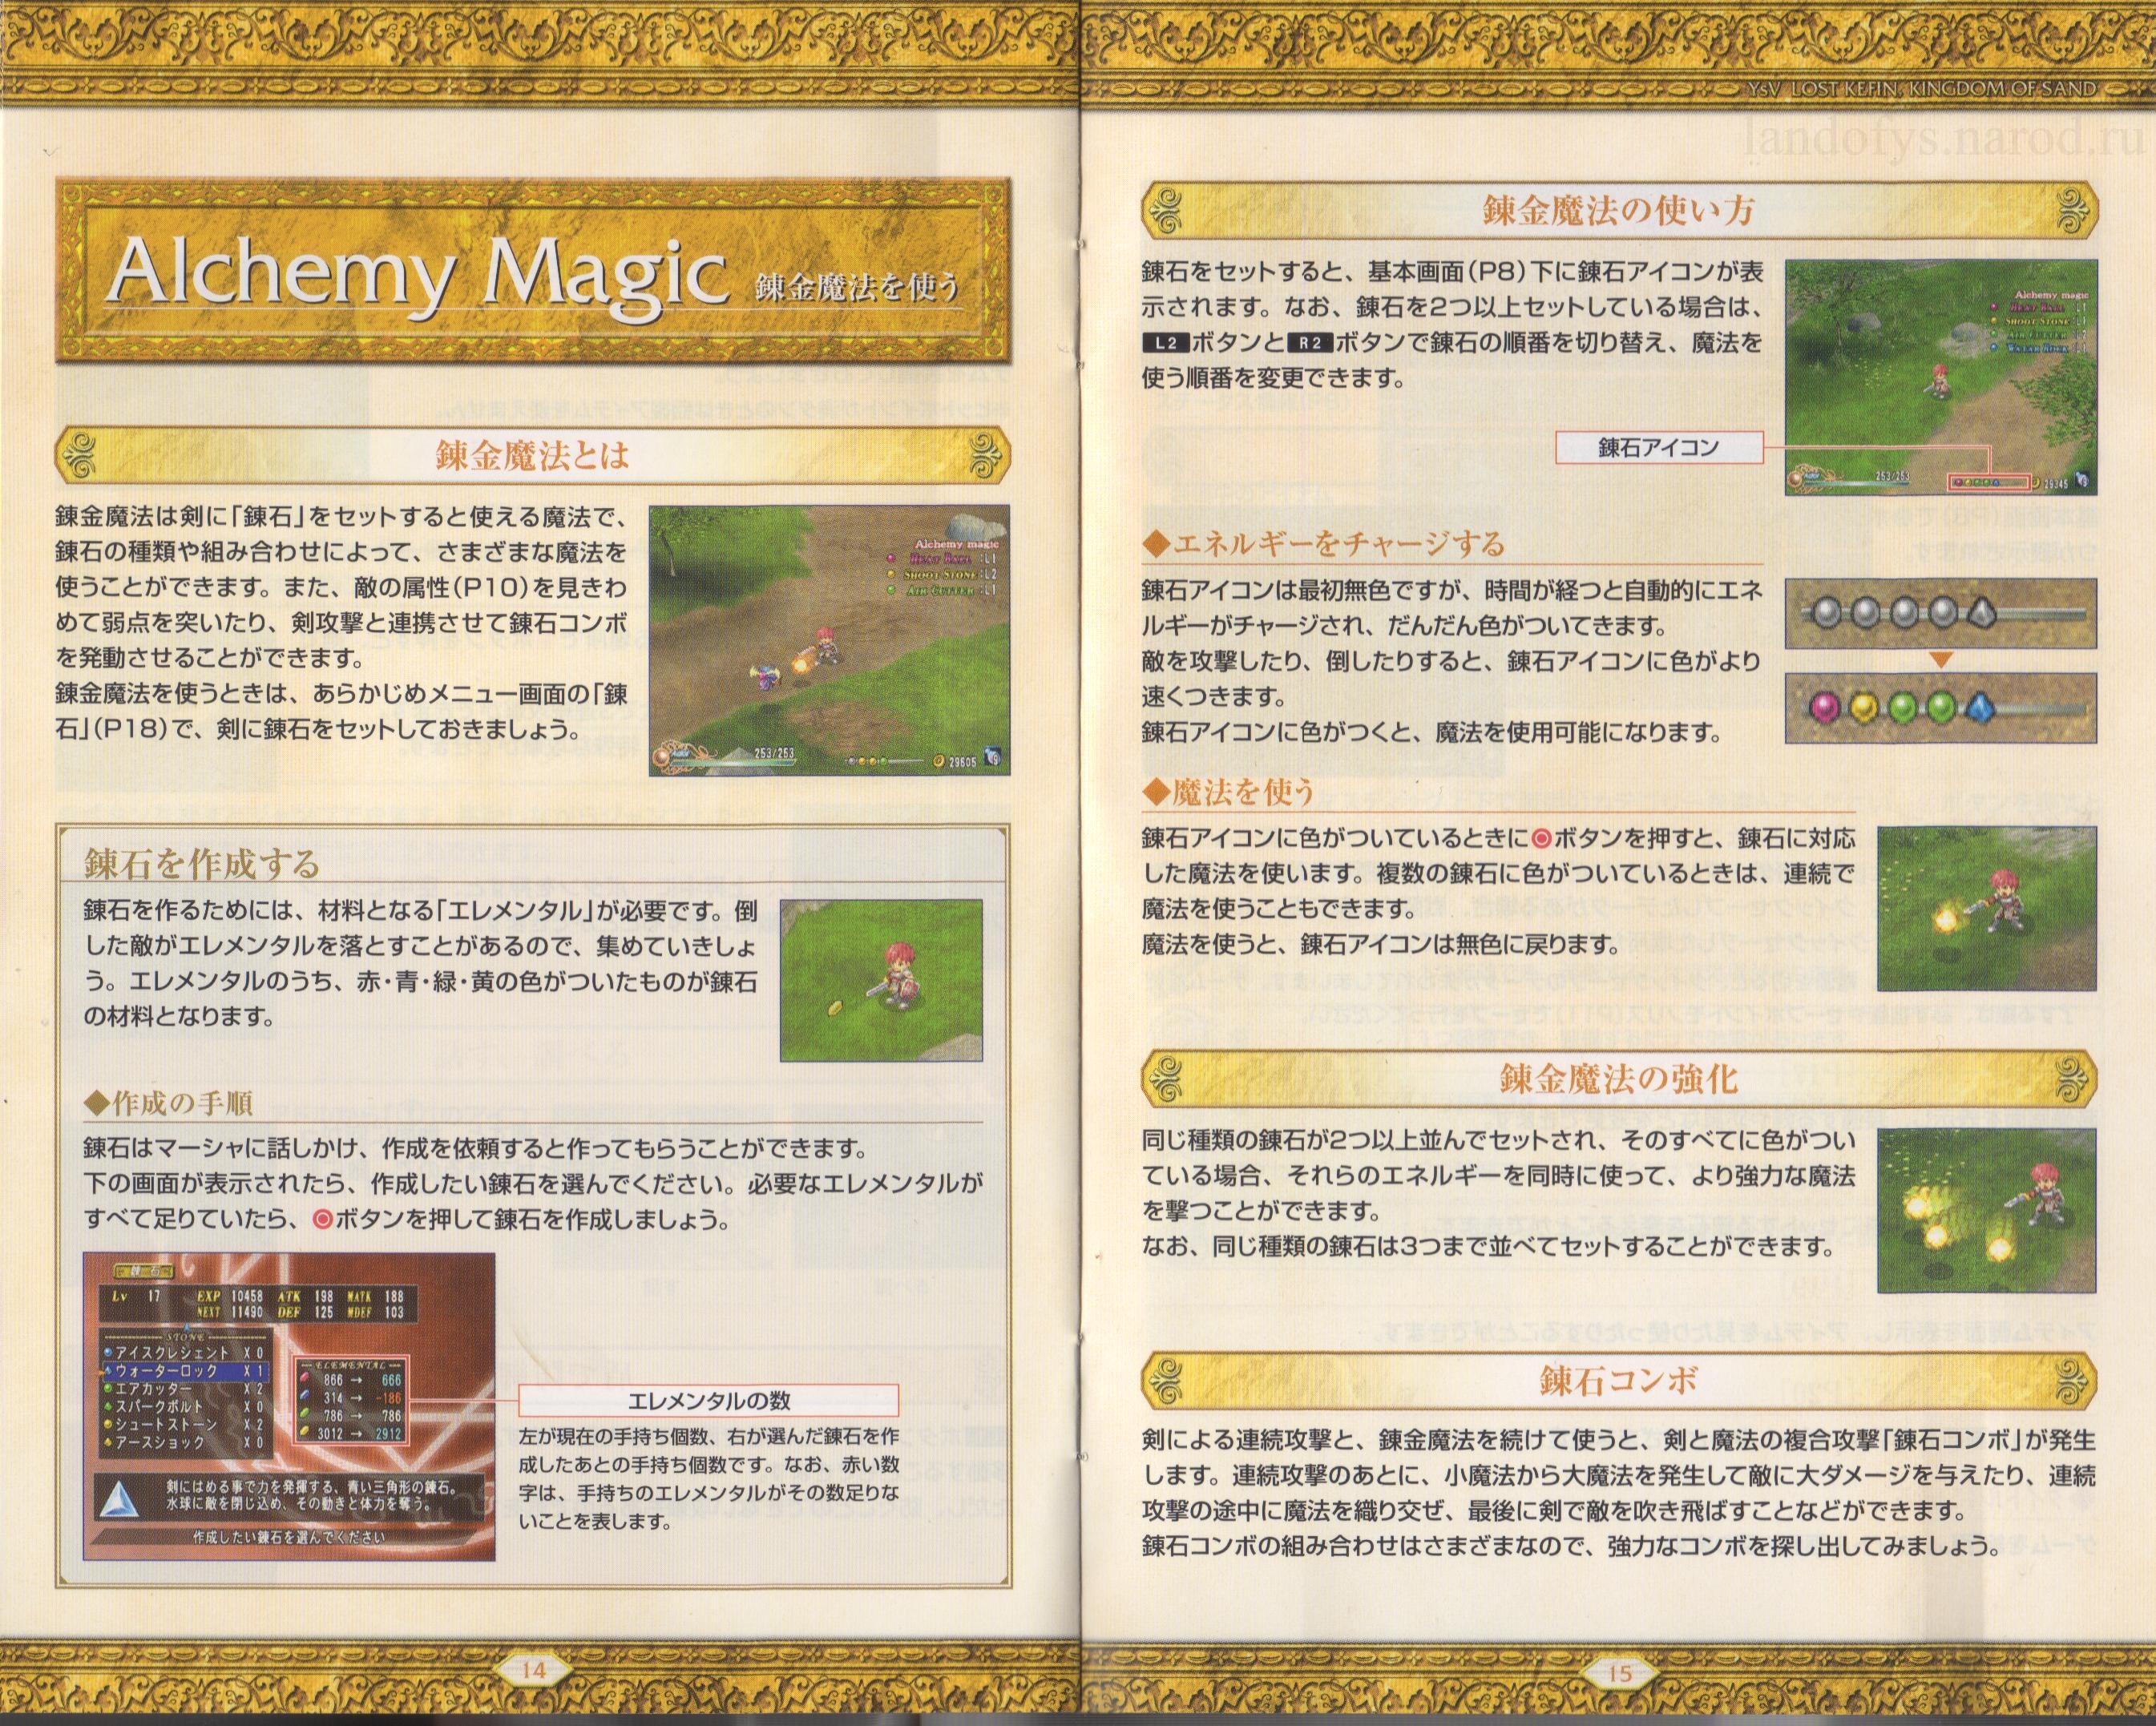 Alchemy Magic 錬金魔法を使う
錬金魔法とは
錬金魔法は剣に「錬石」をセットすると使える魔法で、
錬石の種類や組み合わせによって、さまざまな魔法を
使うことができます。また、敵の属性(P10)を見きわ
めて弱点を突いたり、剣攻撃と連携させて錬石コンボ
を発動させることができます。
錬金魔法を使うときは、あらかじめメニュー画面の「錬
石」(P18)で、剣に錬石をセットしておきましょう。
Alchemy magic
HEAT BALL :L1
SHOOT STONE :L2
AIR CUTTER :L1
253/253
29605
錬石を作成する
錬石を作るためには、材料となる「エレメンタル」が必要です。倒
した敵がエレメンタルを落とすことがあるので、集めていきしょ
う。エレメンタルのうち、赤・青・緑・黄の色がついたものが錬石
の材料となります。
◆作成の手順
錬石はマーシャに話しかけ、作成を依頼すると作ってもらうことができます。
下の画面が表示されたら、作成したい錬石を選んでください。必要なエレメンタルが
すべて足りていたら、◎ボタンを押して錬石を作成しましょう。
錬石
Lv 17 EXP 10458 ATK 198 MATK 188
NEXT 11490 DEF 125 MDEF 103
STONE
アイスクレシェント X 0
ウォーターロック X 1
エアカッター X 2
スパークボルト X 0
シュートストーン X 2
アースショック X 0
ELEMENTAL
866 → 666
314 → -186
786 → 786
3012 → 2912
剣にはめる事で力を発揮する、青い三角形の錬石。
水球に敵を閉じ込め、その動きと体力を奪う。
作成したい錬石を選んでください
エレメンタルの数
左が現在の手持ち個数、右が選んだ錬石を作
成したあとの手持ち個数です。なお、赤い数
字は、手持ちのエレメンタルがその数足りな
いことを表します。
14
YsV LOST KEFIN, KINGDOM OF SAND
landofys.narod.ru
錬金魔法の使い方
錬石をセットすると、基本画面(P8)下に錬石アイコンが表
示されます。なお、錬石を2つ以上セットしている場合は、
L2ボタンとR2ボタンで錬石の順番を切り替え、魔法を
使う順番を変更できます。
Alchemy magic
HEAT BALL :L1
SHOOT STONE :L1
AIR CUTTER
WATER ROCK
253/253
29345
錬石アイコン
◆エネルギーをチャージする
錬石アイコンは最初無色ですが、時間が経つと自動的にエネ
ルギーがチャージされ、だんだん色がついてきます。
敵を攻撃したり、倒したりすると、錬石アイコンに色がより
速くつきます。
錬石アイコンに色がつくと、魔法を使用可能になります。
◆魔法を使う
錬石アイコンに色がついているときに◎ボタンを押すと、錬石に対応
した魔法を使います。複数の錬石に色がついているときは、連続で
魔法を使うこともできます。
魔法を使うと、錬石アイコンは無色に戻ります。
錬金魔法の強化
同じ種類の錬石が2つ以上並んでセットされ、そのすべてに色がつい
ている場合、それらのエネルギーを同時に使って、より強力な魔法
を撃つことができます。
なお、同じ種類の錬石は3つまで並べてセットすることができます。
錬石コンボ
剣による連続攻撃と、錬金魔法を続けて使うと、剣と魔法の複合攻撃「錬石コンボ」が発生
します。連続攻撃のあとに、小魔法から大魔法を発生して敵に大ダメージを与えたり、連続
攻撃の途中に魔法を織り交ぜ、最後に剣で敵を吹き飛ばすことなどができます。
錬石コンボの組み合わせはさまざまなので、強力なコンボを探し出してみましょう。
15